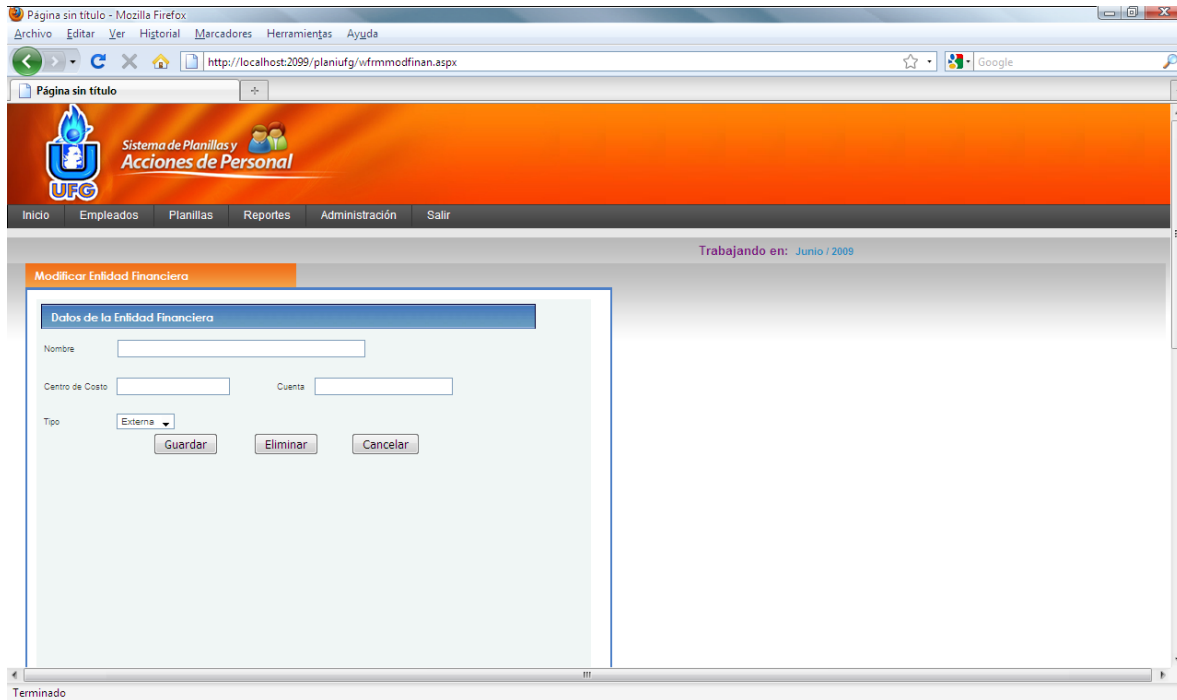 Página sin título - Mozilla Firefox
Archivo Editar Ver Historial Marcadores Herramientas Ayuda
http://localhost:2099/planiufg/wfrmmodfinan.aspx
Google
Página sin título
Sistema de Planillas y
Acciones de Personal
UFG
Inicio Empleados Planillas Reportes Administración Salir
Trabajando en: Junio / 2009
Modificar Entidad Financiera
Datos de la Entidad Financiera
Nombre
Centro de Costo Cuenta
Tipo Externa
Guardar Eliminar Cancelar
Terminado